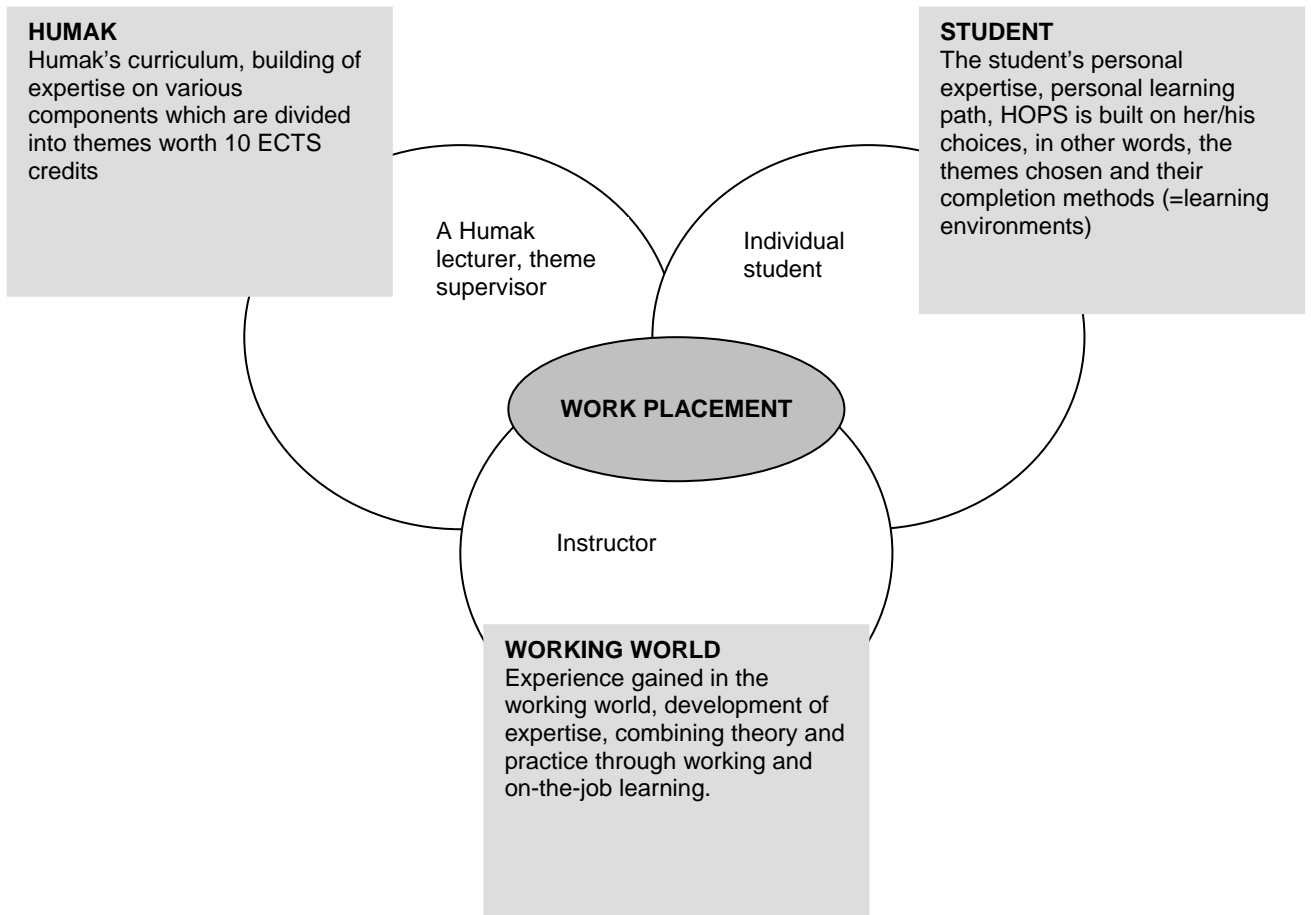 HUMAK
Humak's curriculum, building of
expertise on various
components which are divided
into themes worth 10 ECTS
credits
STUDENT
The student's personal
expertise, personal learning
path, HOPS is built on her/his
choices, in other words, the
themes chosen and their
completion methods (=learning
environments)
A Humak
lecturer, theme
supervisor
Individual
student
WORK PLACEMENT
Instructor
WORKING WORLD
Experience gained in the
working world, development of
expertise, combining theory and
practice through working and
on-the-job learning.